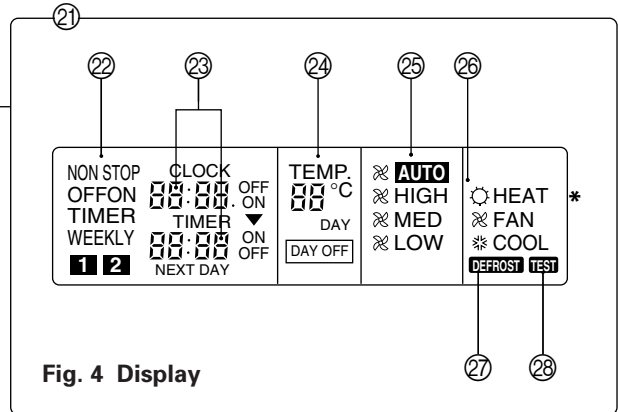 ㉑
㉒ ㉓ ㉔ ㉕ ㉖
NON STOP
OFFON
TIMER
WEEKLY
1 2
CLOCK
88:88. OFF ON
TIMER ▼
88:88 ON OFF
NEXT DAY
TEMP.
88 °C
DAY
DAY OFF
AUTO
HIGH
MED
LOW
HEAT *
FAN
COOL
DEFROST TEST
㉗ ㉘
Fig. 4 Display